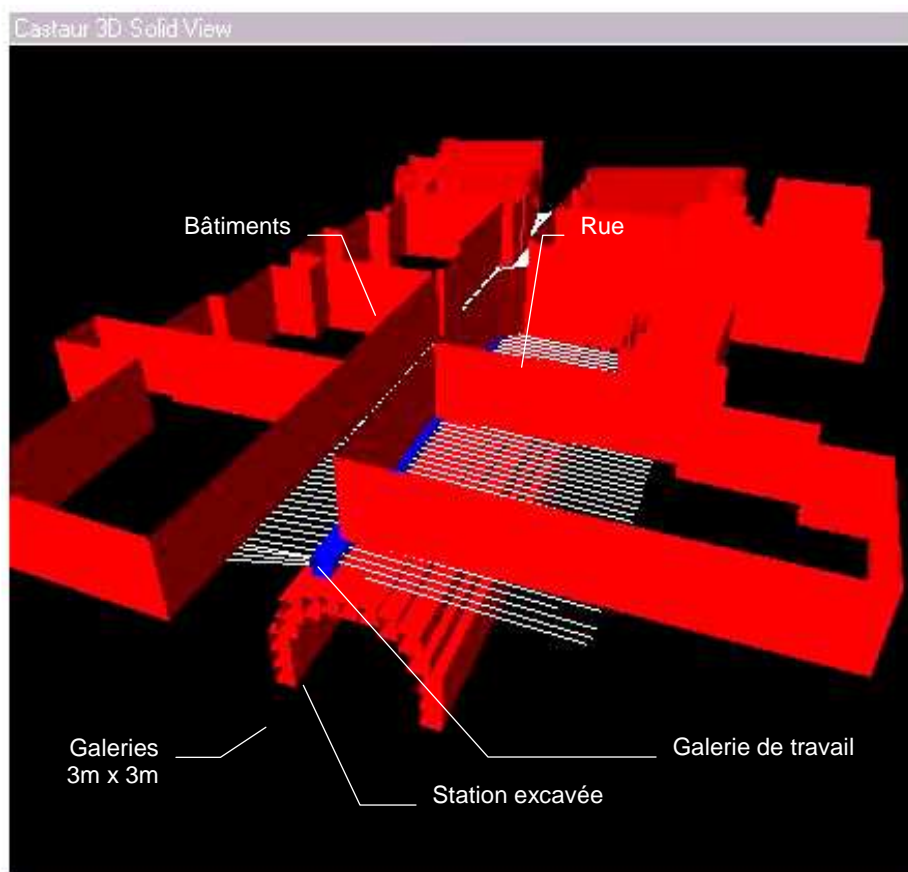 Castaur 3D Solid View
Bâtiments
Rue
Galeries
3m x 3m
Galerie de travail
Station excavée